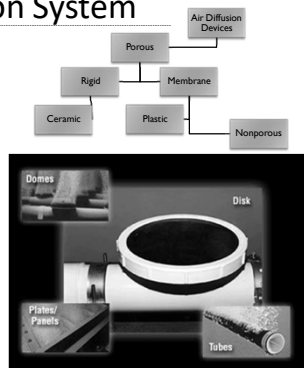 on System
Air Diffusion
Devices
Porous
Rigid
Membrane
Ceramic
Plastic
Nonporous
Domes
Disk
Plates/
Panels
Tubes